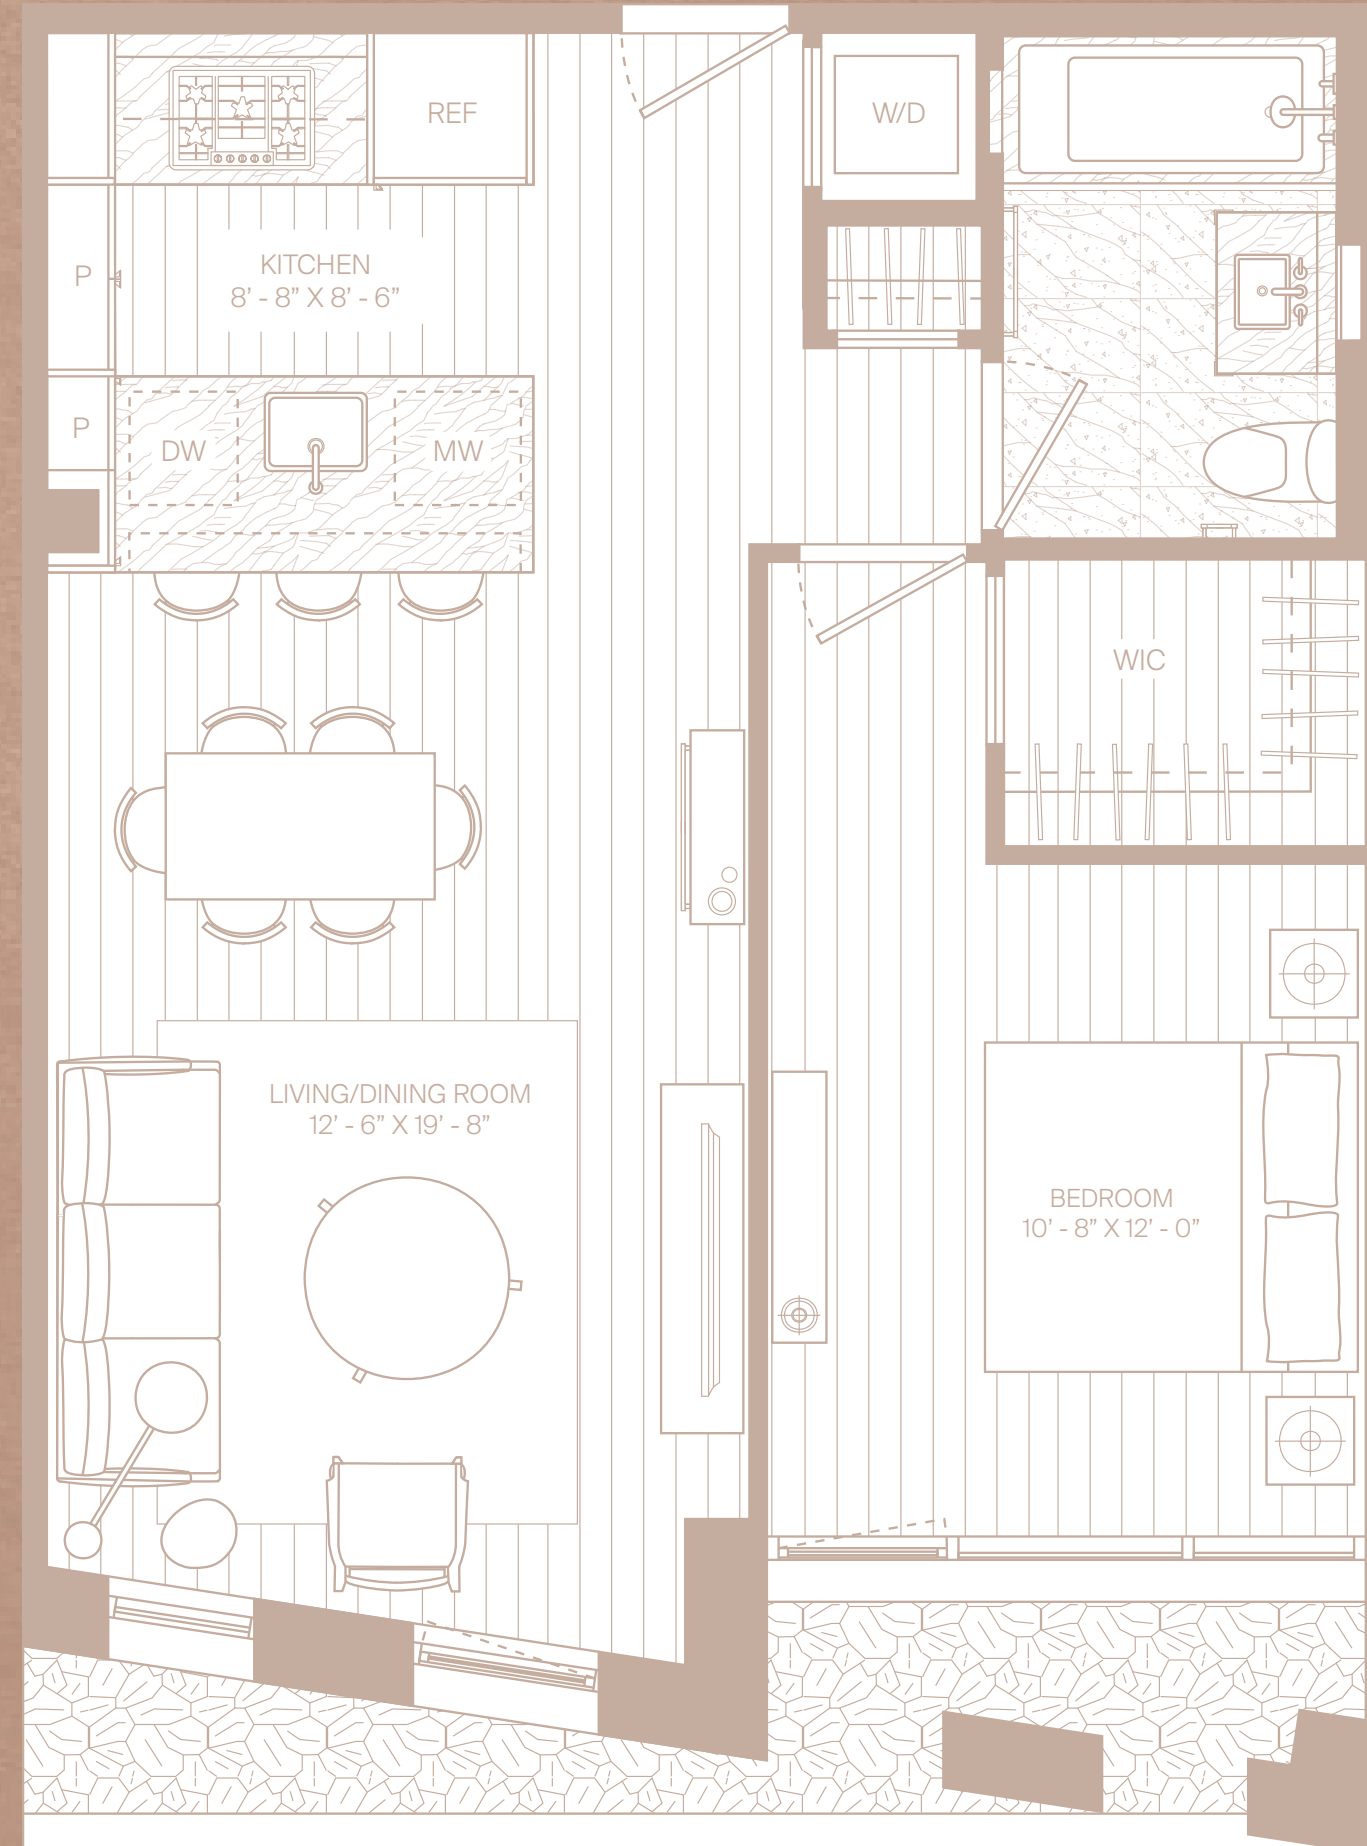 REF
W/D
KITCHEN
8’ - 8” X 8’ - 6”
P
P
DW
MW
WIC
LIVING/DINING ROOM
12’ - 6” X 19’ - 8”
BEDROOM
10’ - 8” X 12’ - 0”